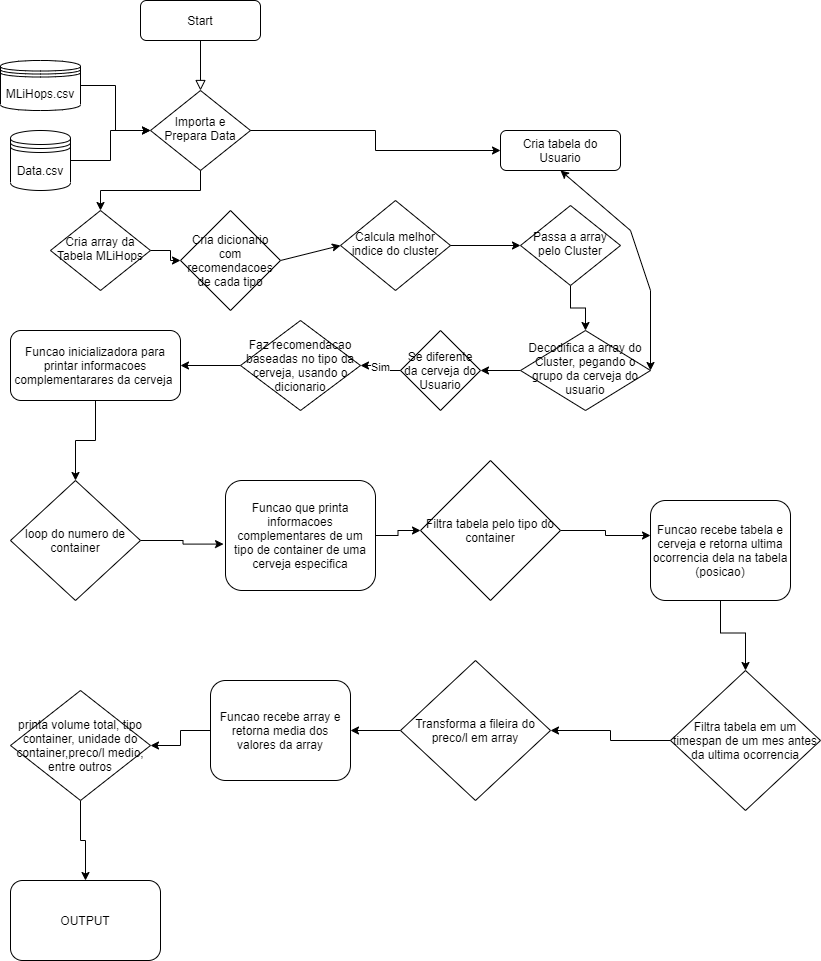 Start
MLiHops.csv
Data.csv
Importa e
Prepara Data
Cria tabela do
Usuario
Cria array da
Tabela MLiHops
Cria dicionario
com
recomendacoes
de cada tipo
Calcula melhor
indice do cluster
Passa a array
pelo Cluster
Decodifica a array do
Cluster, pegando o
grupo da cerveja do
usuario
Se diferente
da cerveja do
Usuario
Sim
Faz recomendacao
baseadas no tipo da
cerveja, usando o
dicionario
Funcao inicializadora para
printar informacoes
complementarares da cerveja
loop do numero de
container
Funcao que printa
informacoes
complementares de um
tipo de container de uma
cerveja especifica
Filtra tabela pelo tipo do
container
Funcao recebe tabela e
cerveja e retorna ultima
ocorrencia dela na tabela
(posicao)
Filtra tabela em um
timespan de um mes antes
da ultima ocorrencia
Transforma a fileira do
preco/l em array
Funcao recebe array e
retorna media dos
valores da array
printa volume total, tipo
container, unidade do
container,preco/l medio,
entre outros
OUTPUT